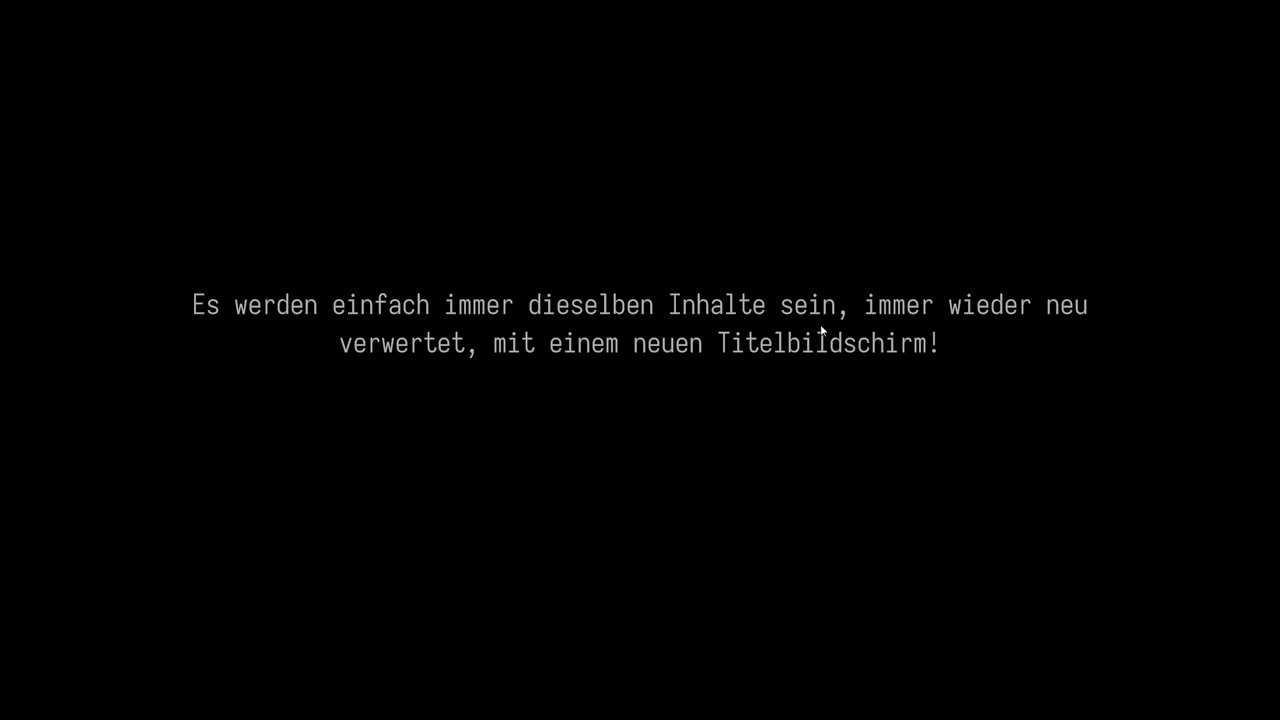 Es werden einfach immer dieselben Inhalte sein, immer wieder neu
verwertet, mit einem neuen Titelbildschirm!